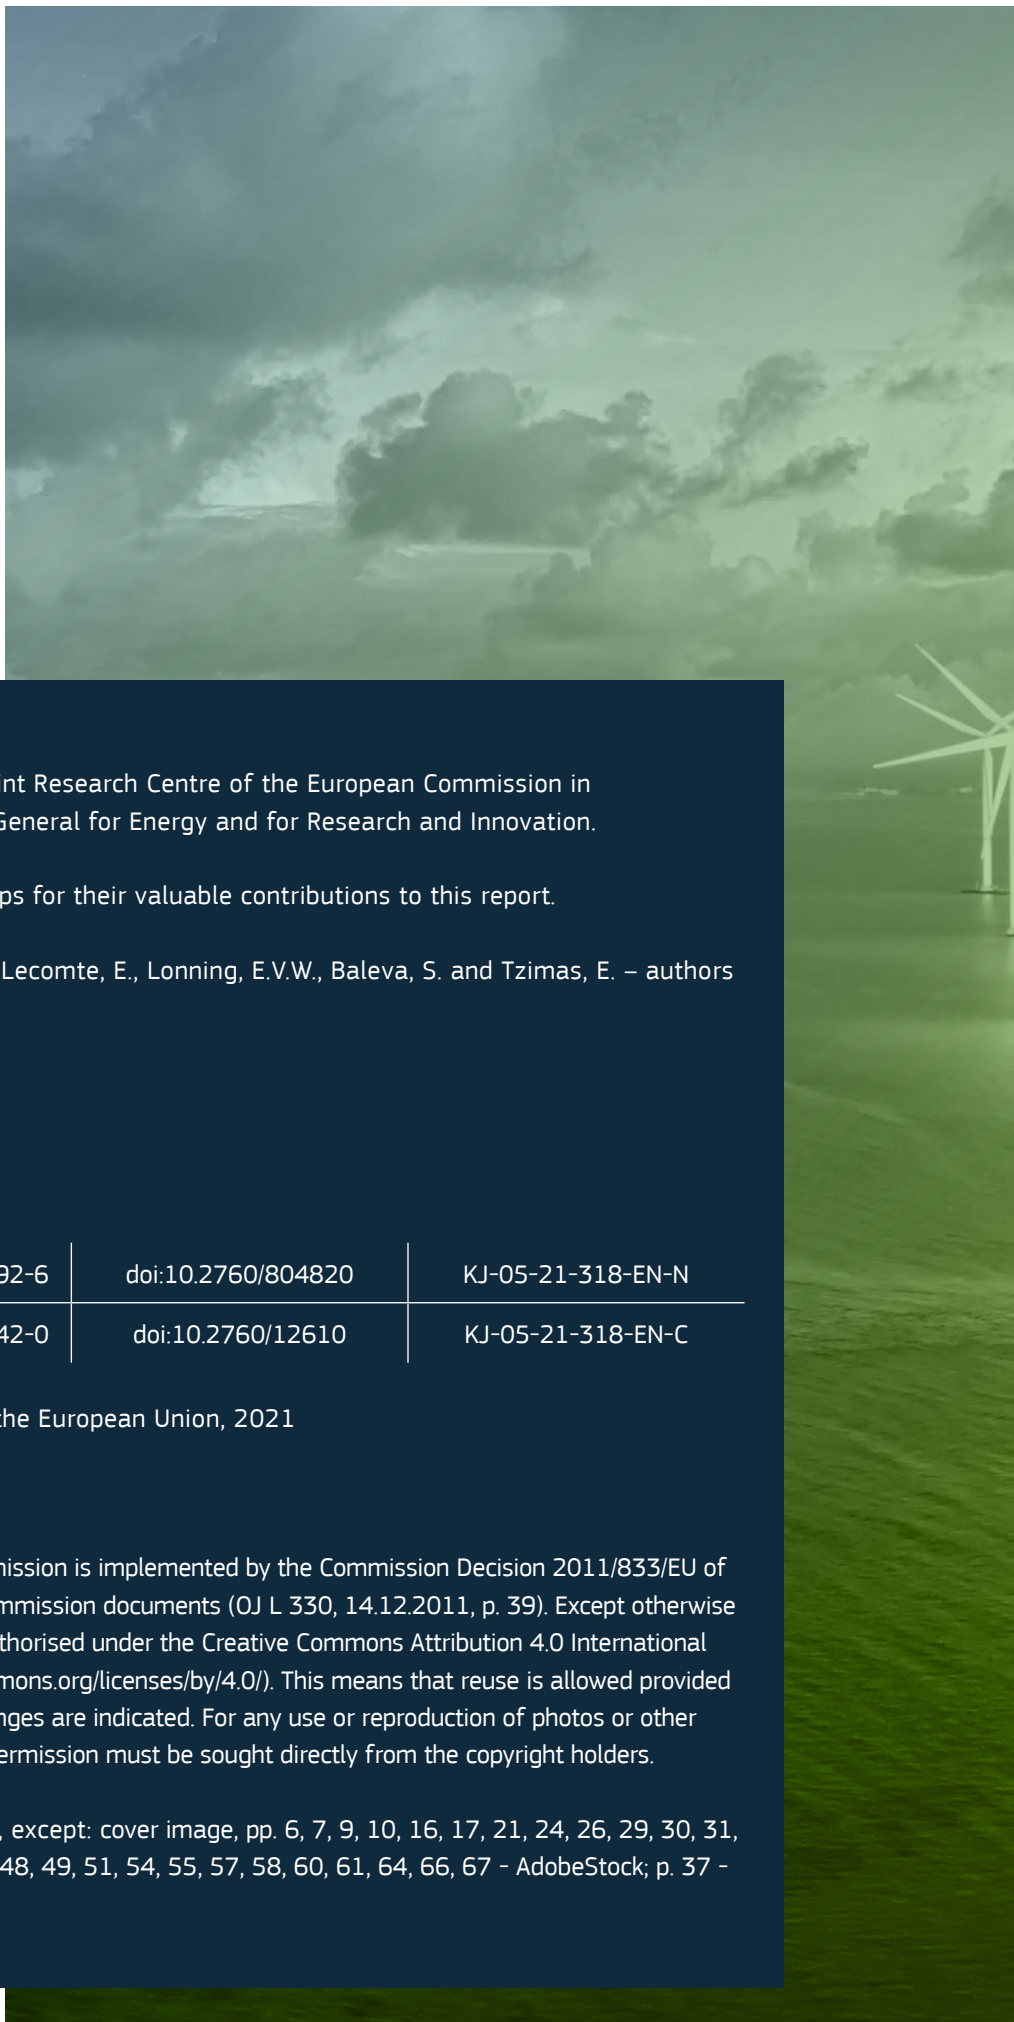 int Research Centre of the European Commission in
General for Energy and for Research and Innovation.
ps for their valuable contributions to this report.
Lecomte, E., Lonning, E.V.W., Baleva, S. and Tzimas, E. – authors
92-6 doi:10.2760/804820 KJ-05-21-318-EN-N
42-0 doi:10.2760/12610 KJ-05-21-318-EN-C
the European Union, 2021
mission is implemented by the Commission Decision 2011/833/EU of
mmission documents (OJ L 330, 14.12.2011, p. 39). Except otherwise
thorised under the Creative Commons Attribution 4.0 International
mons.org/licenses/by/4.0/). This means that reuse is allowed provided
nges are indicated. For any use or reproduction of photos or other
ermission must be sought directly from the copyright holders.
, except: cover image, pp. 6, 7, 9, 10, 16, 17, 21, 24, 26, 29, 30, 31,
48, 49, 51, 54, 55, 57, 58, 60, 61, 64, 66, 67 - AdobeStock; p. 37 -